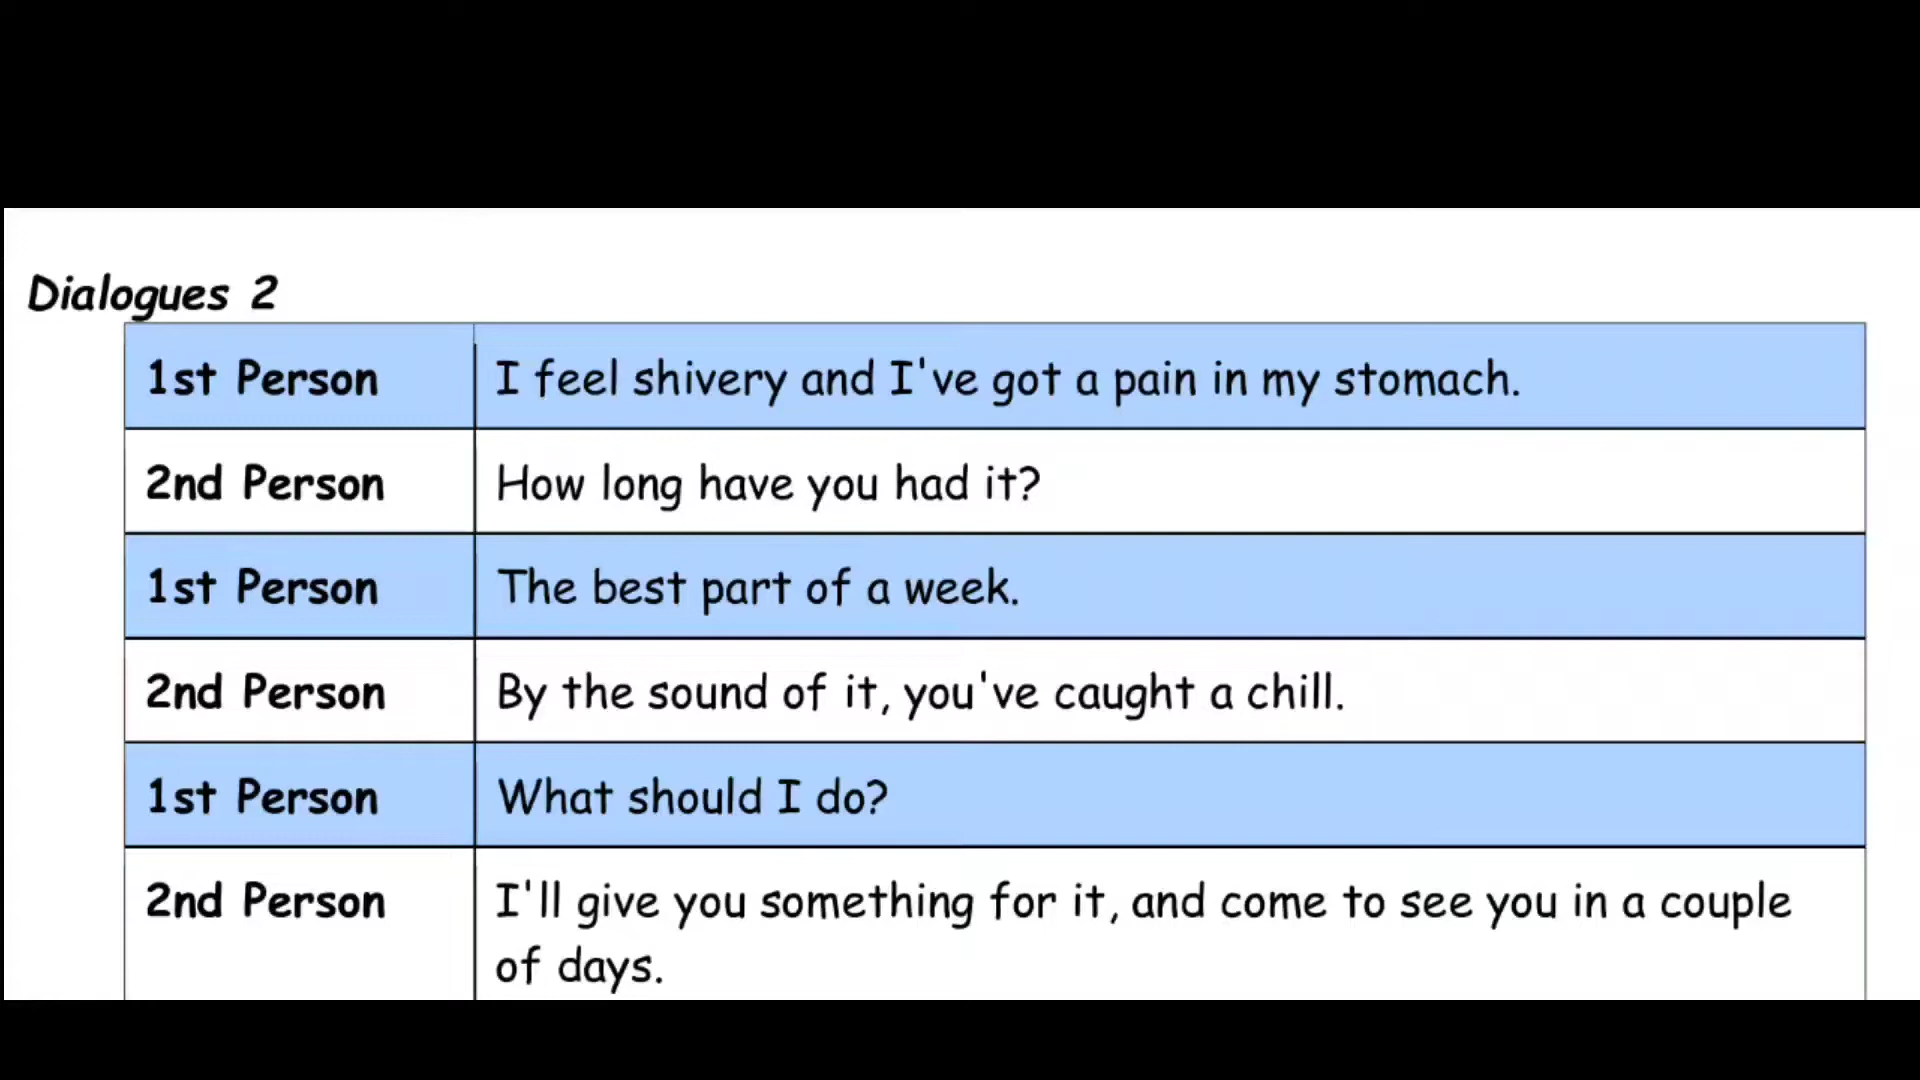 Dialogues 2
1st Person I feel shivery and I've got a pain in my stomach.
2nd Person How long have you had it?
1st Person The best part of a week.
2nd Person By the sound of it, you've caught a chill.
1st Person What should I do?
2nd Person I'll give you something for it, and come to see you in a couple
of days.